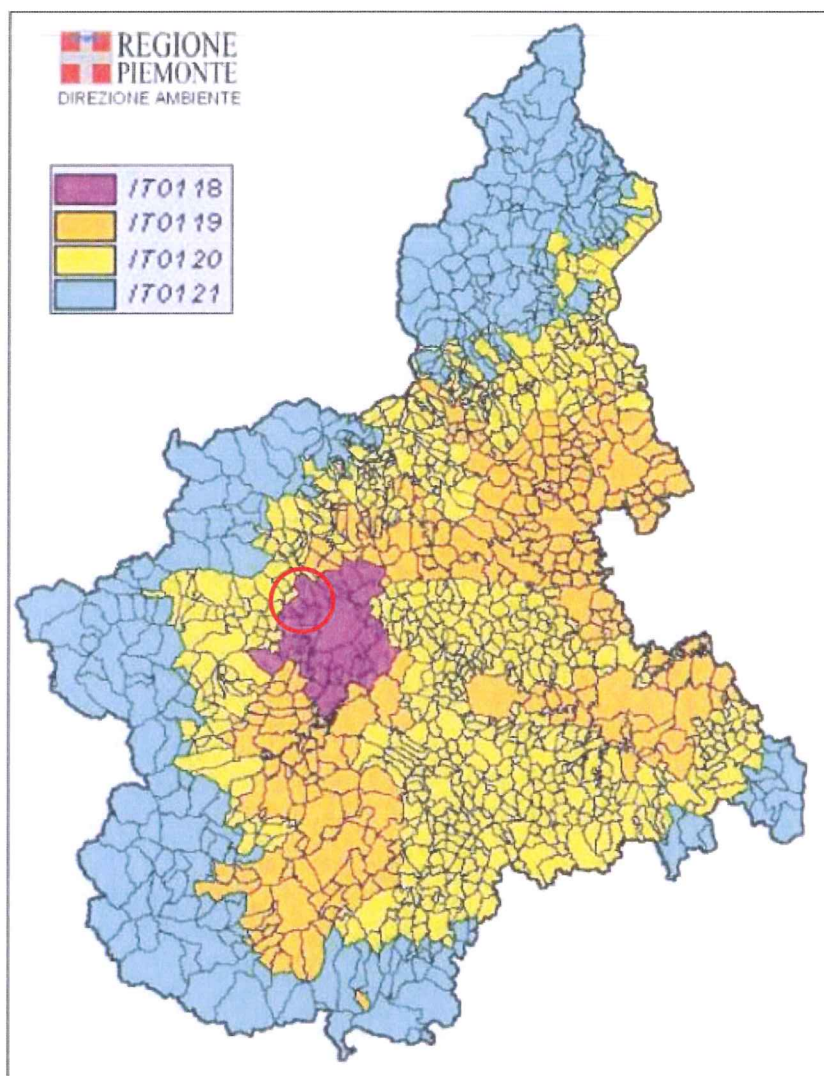 REGIONE
PIEMONTE
DIREZIONE AMBIENTE
IT0118
IT0119
IT0120
IT0121